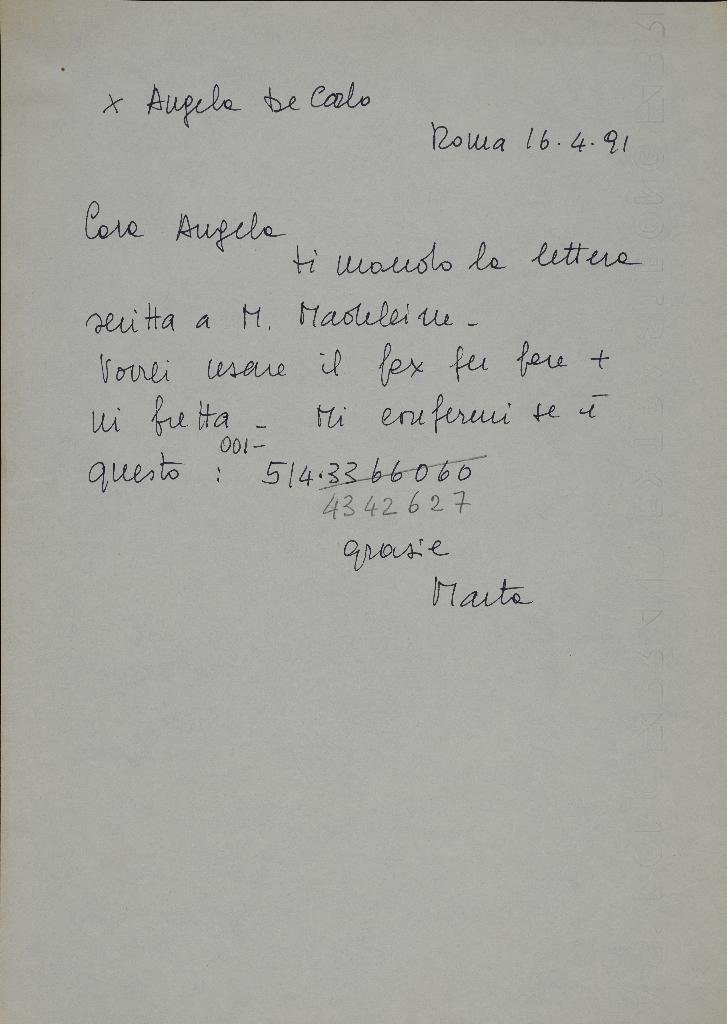 x Angela De Carlo
Roma 16.4.91
Cara Angela
ti mando la lettera
scritta a M. Madeleine -
Vorrei usare il fax per fare +
in fretta - Mi confermi se è
001-
questo : 514.3366060
4342627
grazie
Marta